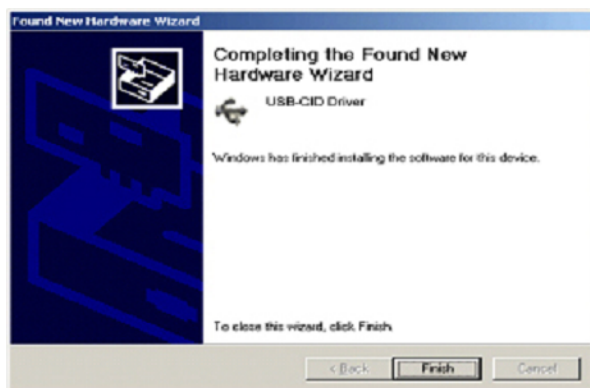 Found New Hardware Wizard
Completing the Found New
Hardware Wizard
USB-CID Driver
Windows has finished installing the software for this device.
To close this wizard, click Finish.
< Back
Finish
Cancel